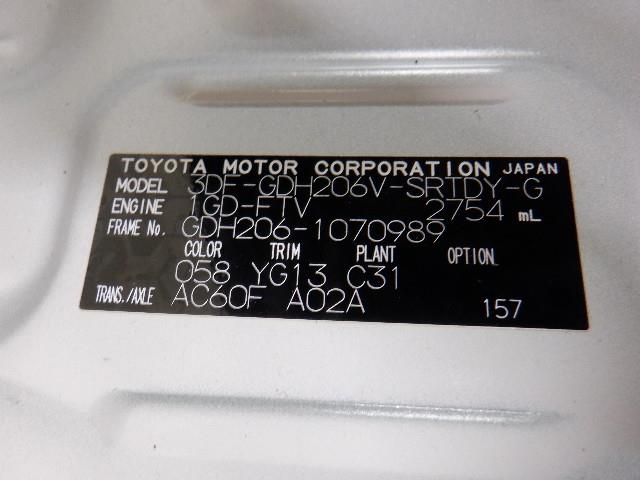 TOYOTA MOTOR CORPORATION JAPAN
MODEL 3DF-GDH206V-SRTDY-G
ENGINE 1GD-FTV 2754 mL
FRAME No. GDH206-1070989
COLOR TRIM PLANT OPTION
058 YG13 C31
TRANS./AXLE AC60F A02A 157